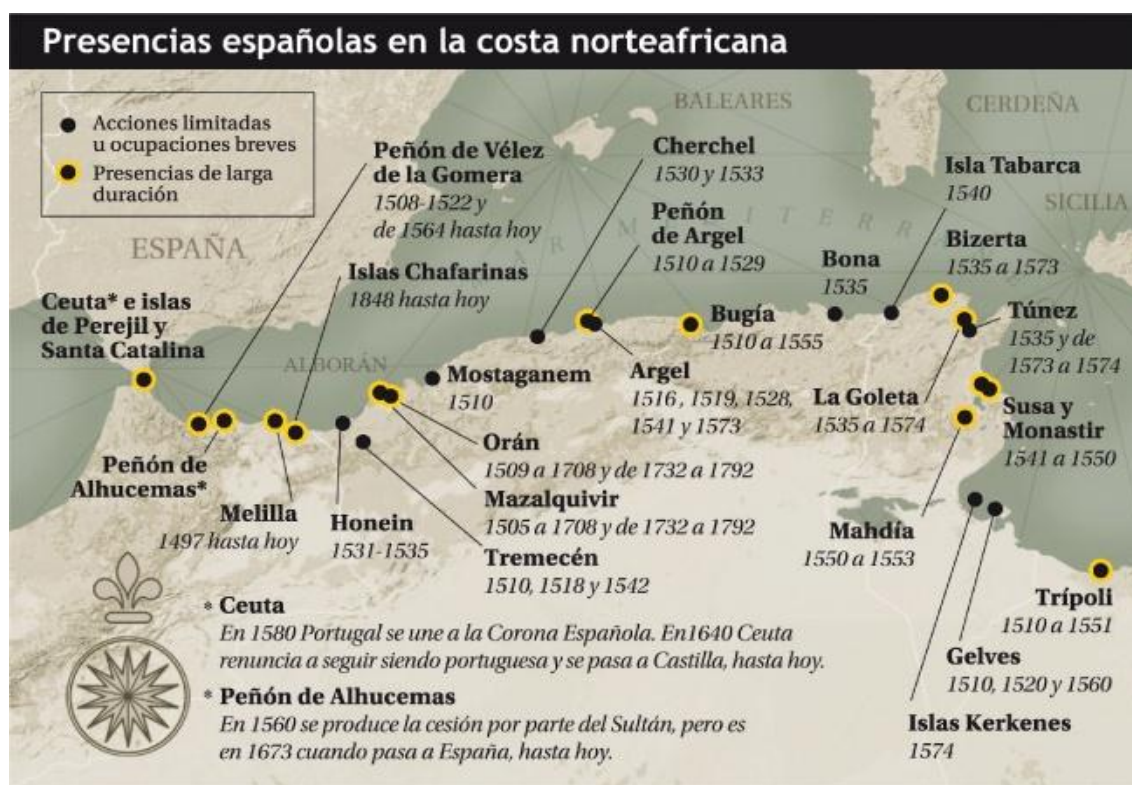 Presencias españolas en la costa norteafricana
Acciones limitadas
u ocupaciones breves
Presencias de larga
duración
BALEARES
CERDEÑA
SICILIA
ESPAÑA
ALBORÁN
MAR MEDITERR
Peñón de Vélez
de la Gomera
1508-1522 y
de 1564 hasta hoy
Islas Chafarinas
1848 hasta hoy
Ceuta* e islas
de Perejil y
Santa Catalina
Cherchel
1530 y 1533
Peñón
de Argel
1510 a 1529
Isla Tabarca
1540
Bizerta
1535 a 1573
Bona
1535
Túnez
1535 y de
1573 a 1574
Bugía
1510 a 1555
Mostaganem
1510
Argel
1516, 1519, 1528,
1541 y 1573
La Goleta
1535 a 1574
Susa y
Monastir
1541 a 1550
Orán
1509 a 1708 y de 1732 a 1792
Peñón de
Alhucemas*
Melilla
1497 hasta hoy
Honein
1531-1535
Mazalquivir
1505 a 1708 y de 1732 a 1792
Tremecén
1510, 1518 y 1542
Mahdía
1550 a 1553
Trípoli
1510 a 1551
Gelves
1510, 1520 y 1560
Islas Kerkenes
1574
* Ceuta
En 1580 Portugal se une a la Corona Española. En1640 Ceuta
renuncia a seguir siendo portuguesa y se pasa a Castilla, hasta hoy.
* Peñón de Alhucemas
En 1560 se produce la cesión por parte del Sultán, pero es
en 1673 cuando pasa a España, hasta hoy.